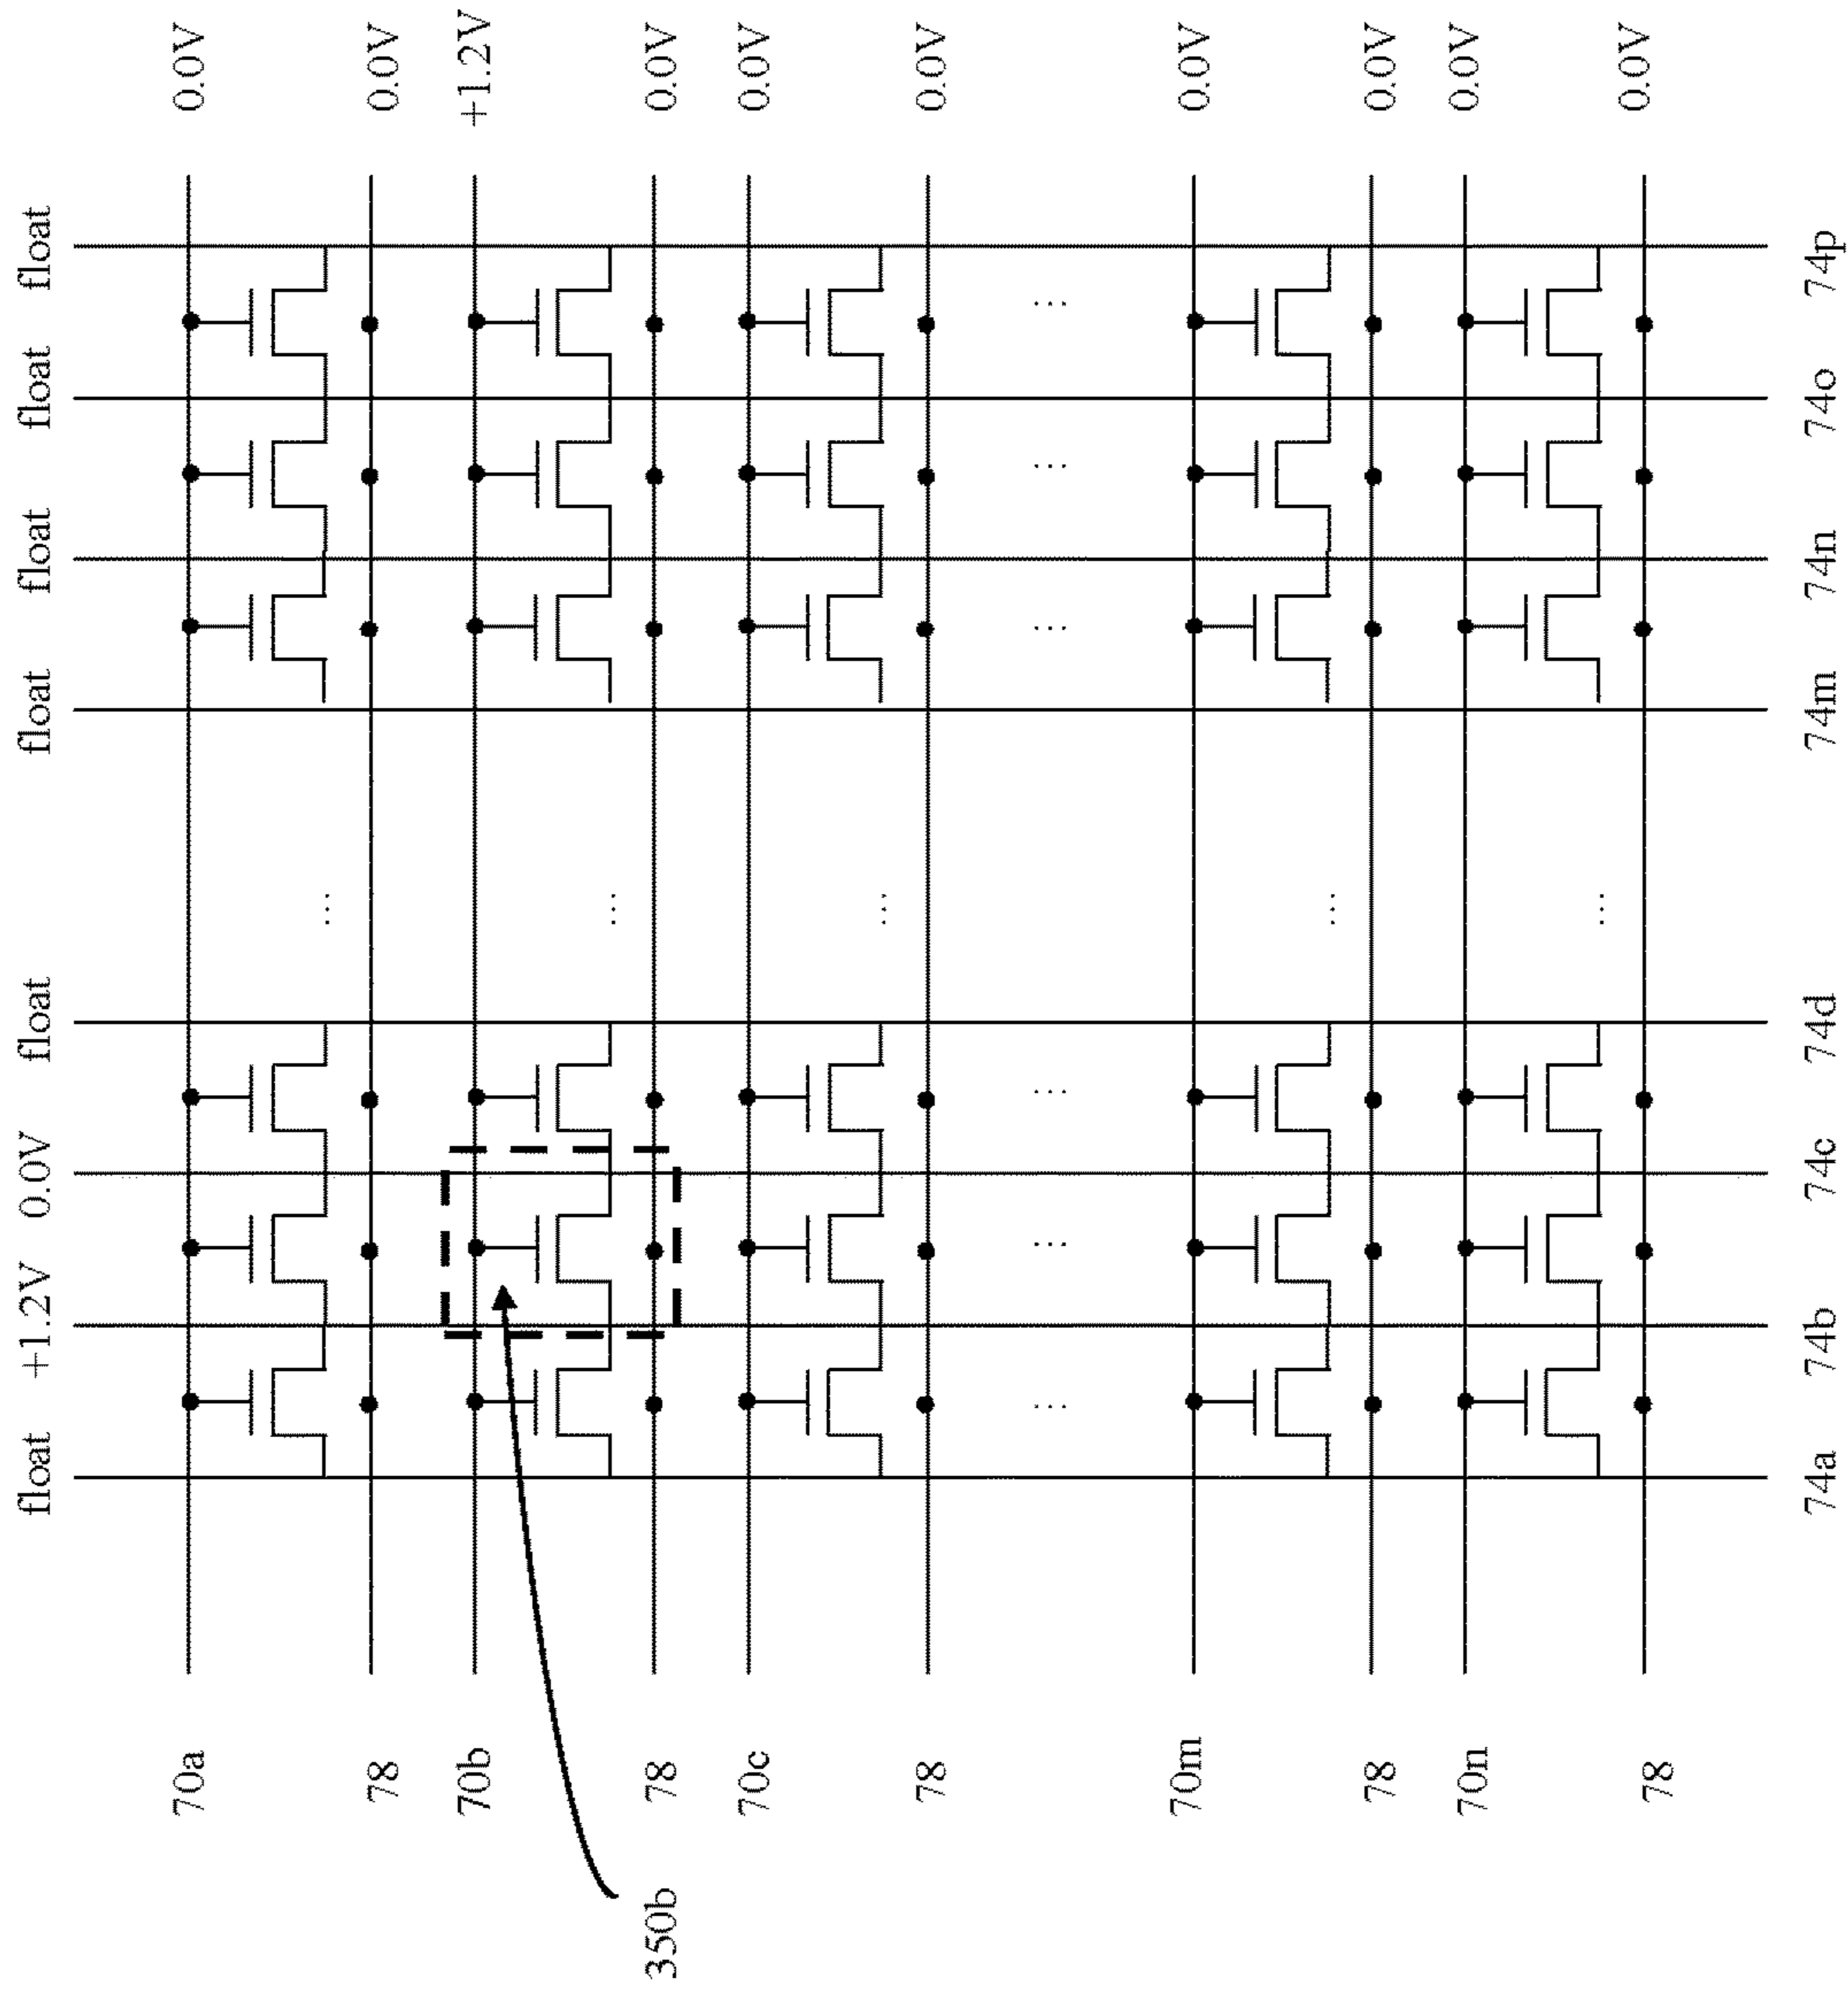 float +1.2V 0.0V float float float float float
70a 0.0V
78 0.0V
70b +1.2V
350b 78 0.0V
70c 0.0V
78 0.0V
70m 0.0V
78 0.0V
70n 0.0V
78 0.0V
74a 74b 74c 74d 74m 74n 74o 74p